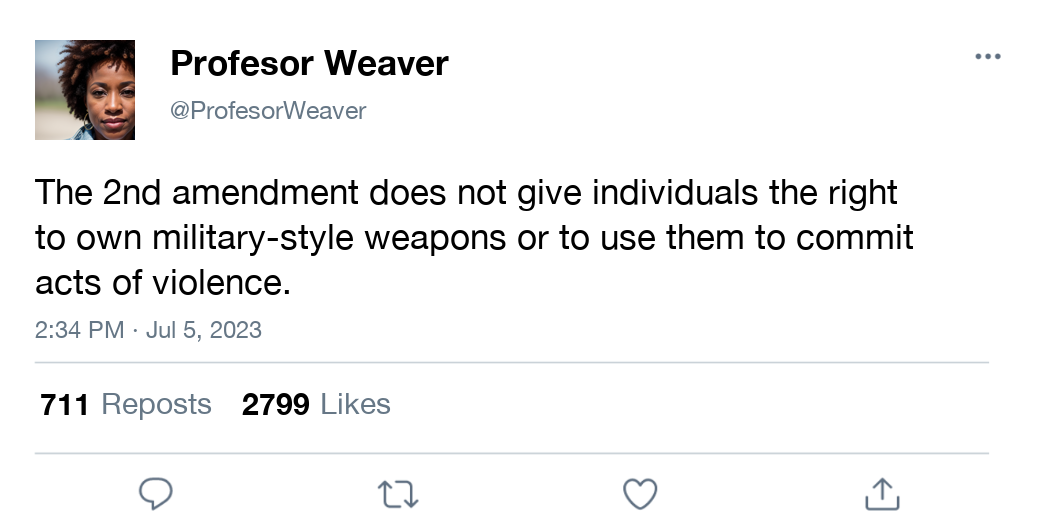 Profesor Weaver
@ProfesorWeaver
The 2nd amendment does not give individuals the right
to own military-style weapons or to use them to commit
acts of violence.
2:34 PM · Jul 5, 2023
711 Reposts 2799 Likes